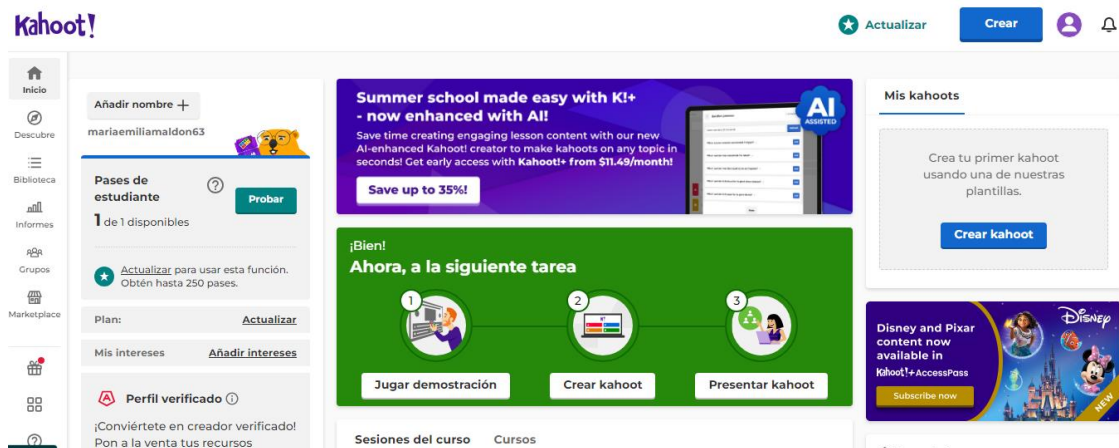 Kahoot!
Actualizar
Crear
Inicio
Descubre
Biblioteca
Informes
Grupos
Marketplace
Añadir nombre +
mariaemiliamaldon63
Pases de
estudiante
Probar
1 de 1 disponibles
Actualizar para usar esta función.
Obtén hasta 250 pases.
Plan:
Actualizar
Mis intereses
Añadir intereses
Perfil verificado
¡Conviértete en creador verificado!
Pon a la venta tus recursos
Summer school made easy with K!+
- now enhanced with AI!
Save time creating engaging lesson content with our new
AI-enhanced Kahoot! creator to make kahoots on any topic in
seconds! Get early access with Kahoot!+ from $11.49/month!
Save up to 35%!
AI
ASSISTED
¡Bien!
Ahora, a la siguiente tarea
1
2
3
Jugar demostración
Crear kahoot
Presentar kahoot
Sesiones del curso
Cursos
Mis kahoots
Crea tu primer kahoot
usando una de nuestras
plantillas.
Crear kahoot
Disney and Pixar
content now
available in
Kahoot!+AccessPass
Subscribe now
Disney
NEW